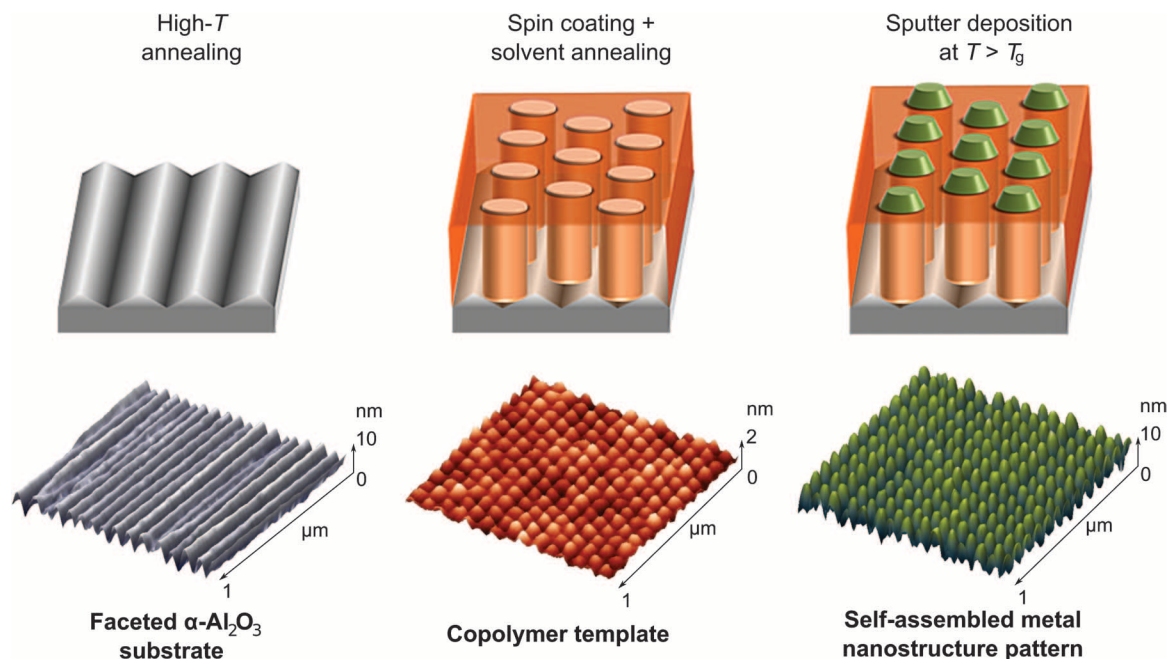 High-T
annealing
Spin coating +
solvent annealing
Sputter deposition
at T > Tg
nm
10
0
µm
1
nm
2
0
µm
1
nm
10
0
µm
1
Faceted α-Al₂O₃
substrate
Copolymer template
Self-assembled metal
nanostructure pattern